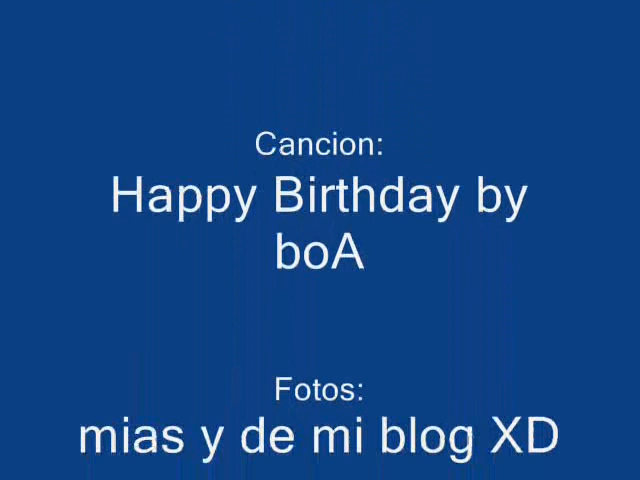 Cancion:
Happy Birthday by
boA
Fotos:
mias y de mi blog XD